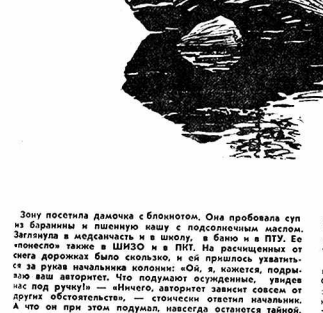 Зону посетила дамочка с блокнотом. Она пробовала суп
из баранины и пшенную кашу с подсолнечным маслом.
Заглянула в медсанчасть и в школу, в баню и в ПТУ. Ее
«понесло» также в ШИЗО и в ПКТ. На расчищенных от
снега дорожках было скользко, и ей пришлось ухватить-
ся за рукав начальника колонии: «Ой, я, кажется, подры-
ваю ваш авторитет. Что подумают осужденные, увидев
нас под ручку!» — «Ничего, авторитет зависит совсем от
других обстоятельств», — стоически ответил начальник.
А что он при этом подумал, навсегда останется тайной.